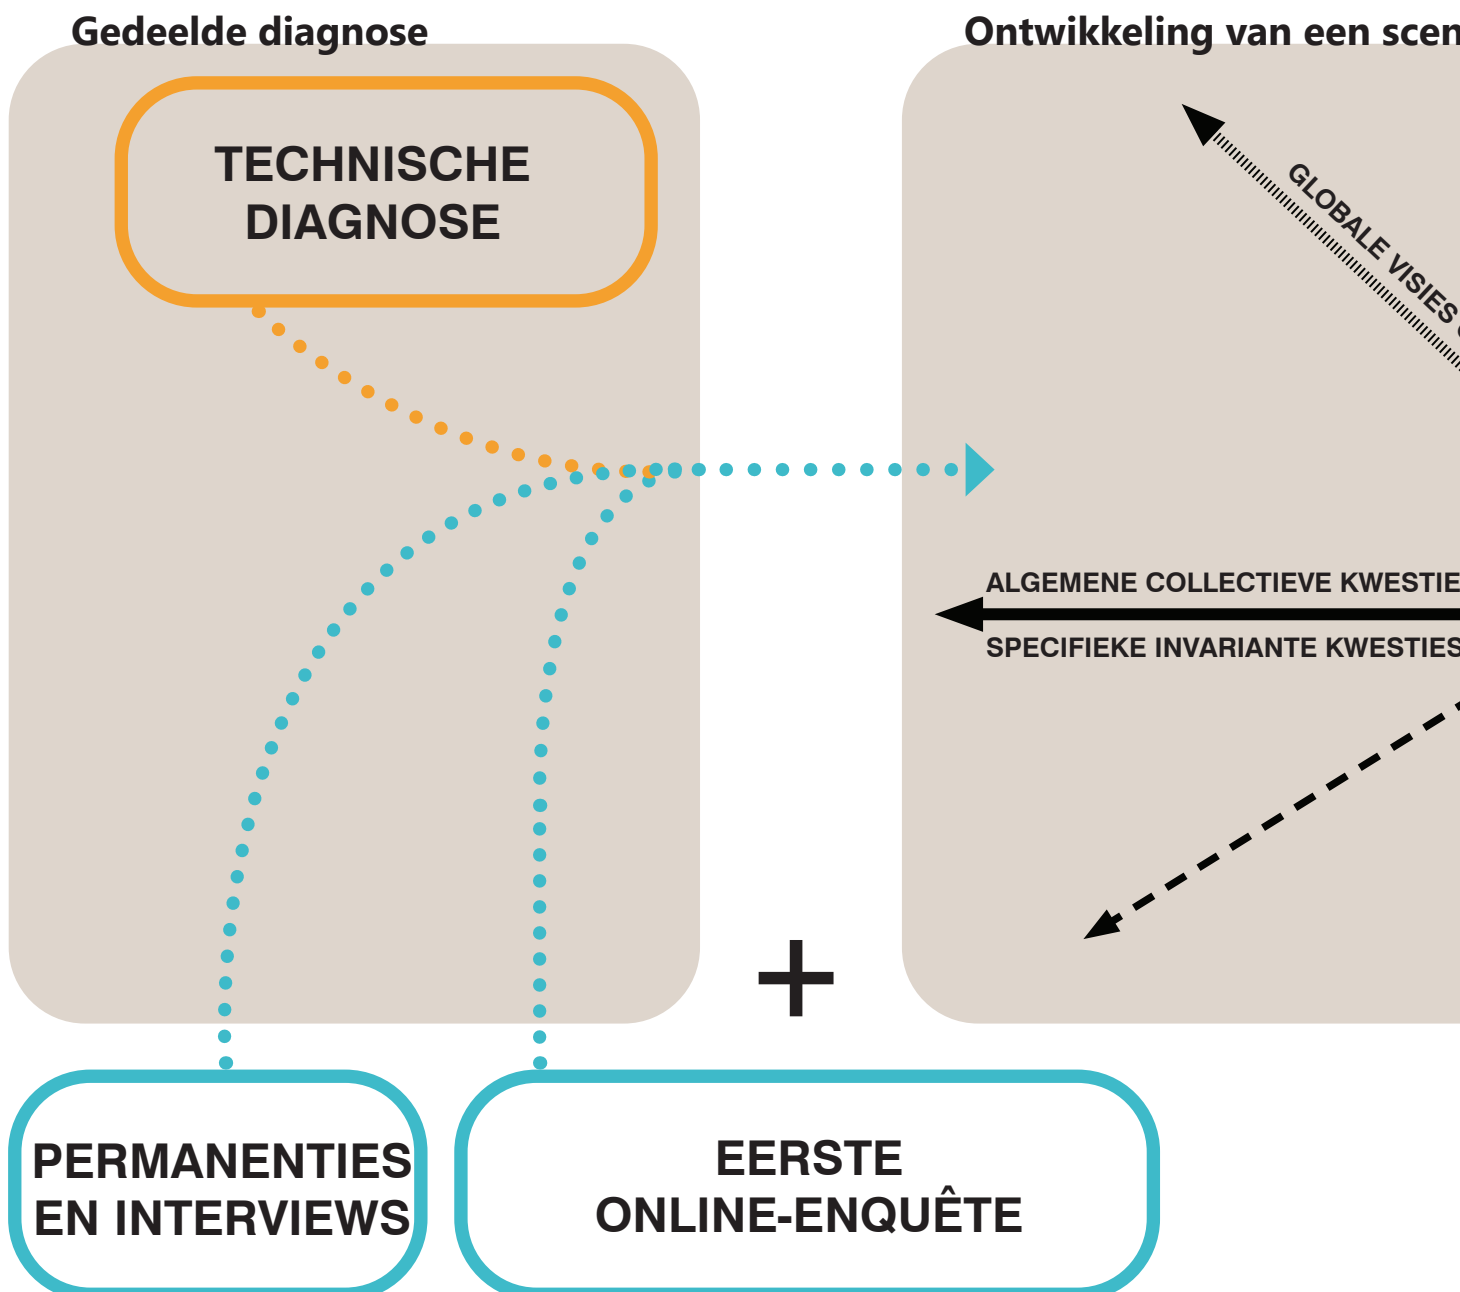 Gedeelde diagnose
TECHNISCHE
DIAGNOSE
PERMANENTIES
EN INTERVIEWS
EERSTE
ONLINE-ENQUÊTE
Ontwikkeling van een scen
GLOBALE VISIES
ALGEMENE COLLECTIEVE KWESTIE
SPECIFIEKE INVARIANTE KWESTIES